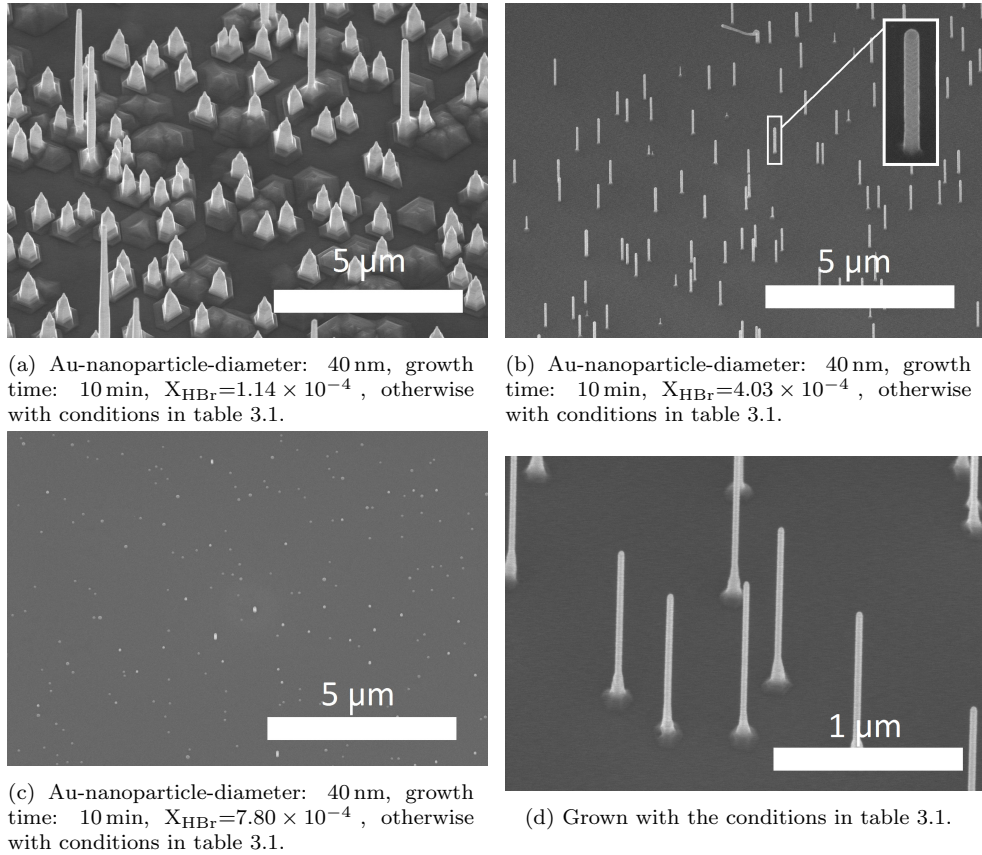 5 μm
5 μm
(a) Au-nanoparticle-diameter: 40 nm, growth
time: 10 min, X_HBr=1.14 × 10⁻⁴ , otherwise
with conditions in table 3.1.
(b) Au-nanoparticle-diameter: 40 nm, growth
time: 10 min, X_HBr=4.03 × 10⁻⁴ , otherwise
with conditions in table 3.1.
5 μm
1 μm
(c) Au-nanoparticle-diameter: 40 nm, growth
time: 10 min, X_HBr=7.80 × 10⁻⁴ , otherwise
with conditions in table 3.1.
(d) Grown with the conditions in table 3.1.